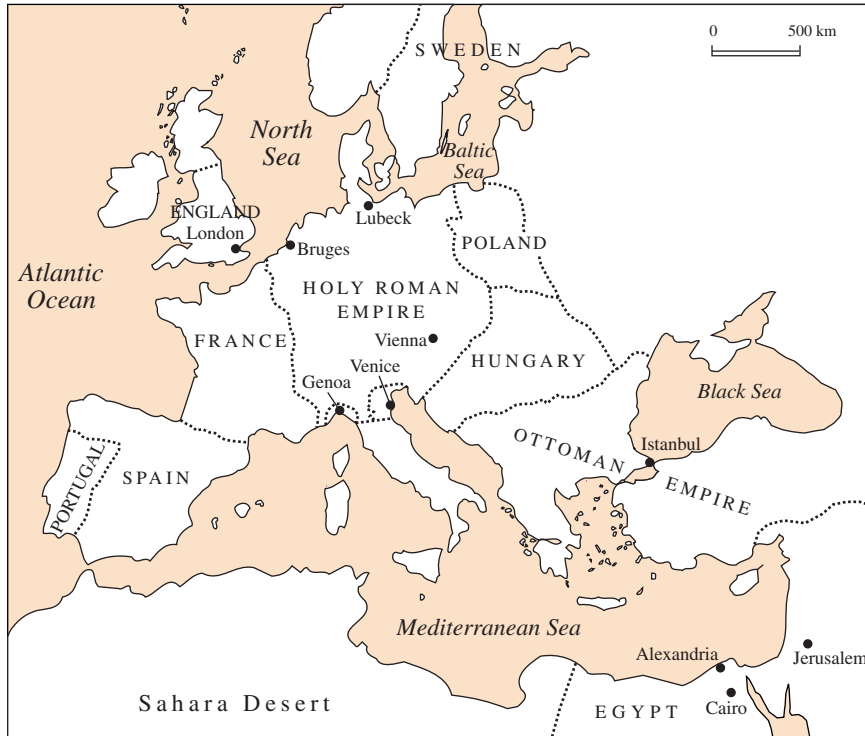 0 500 km
SWEDEN
North
Sea
Baltic
Sea
ENGLAND
London
Lubeck
Bruges
POLAND
Atlantic
Ocean
HOLY ROMAN
EMPIRE
FRANCE
Vienna
HUNGARY
Venice
Genoa
Black Sea
PORTUGAL
SPAIN
OTTOMAN
EMPIRE
Istanbul
Mediterranean Sea
Alexandria
Jerusalem
Sahara Desert
EGYPT
Cairo